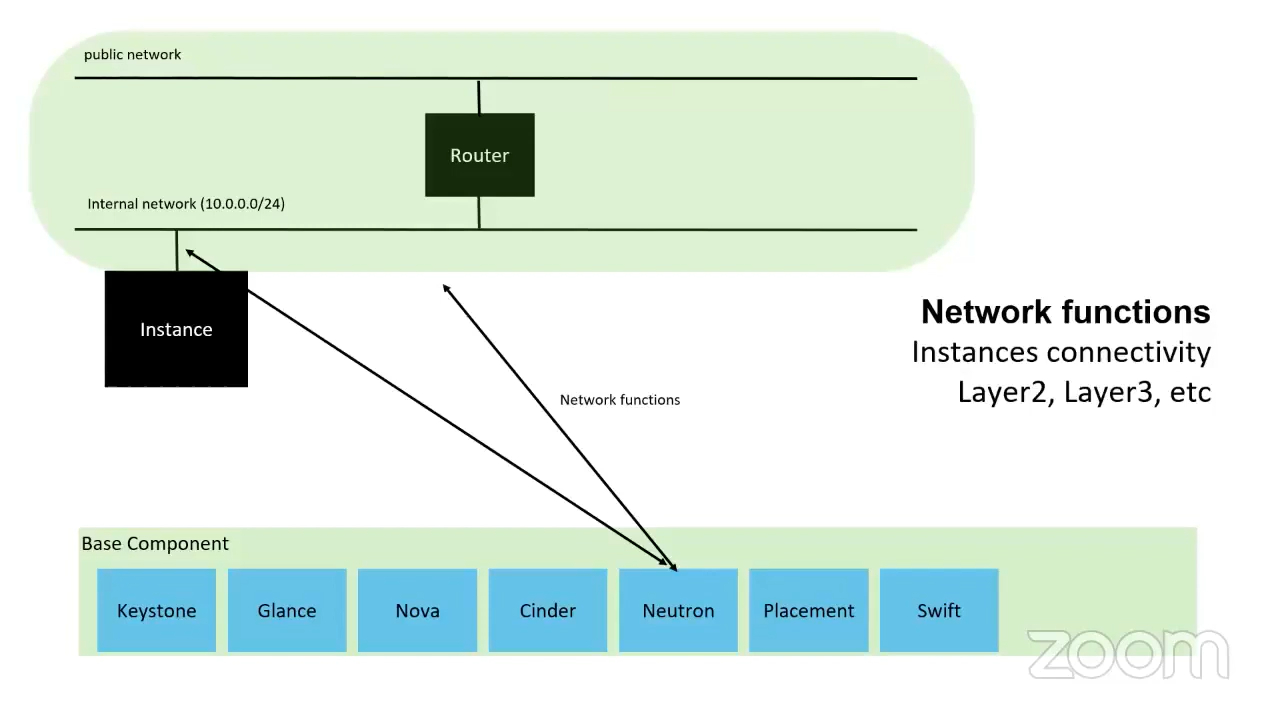 public network
Router
Internal network (10.0.0.0/24)
Instance
Network functions
Instances connectivity
Layer2, Layer3, etc
Network functions
Base Component
Keystone
Glance
Nova
Cinder
Neutron
Placement
Swift
zoom